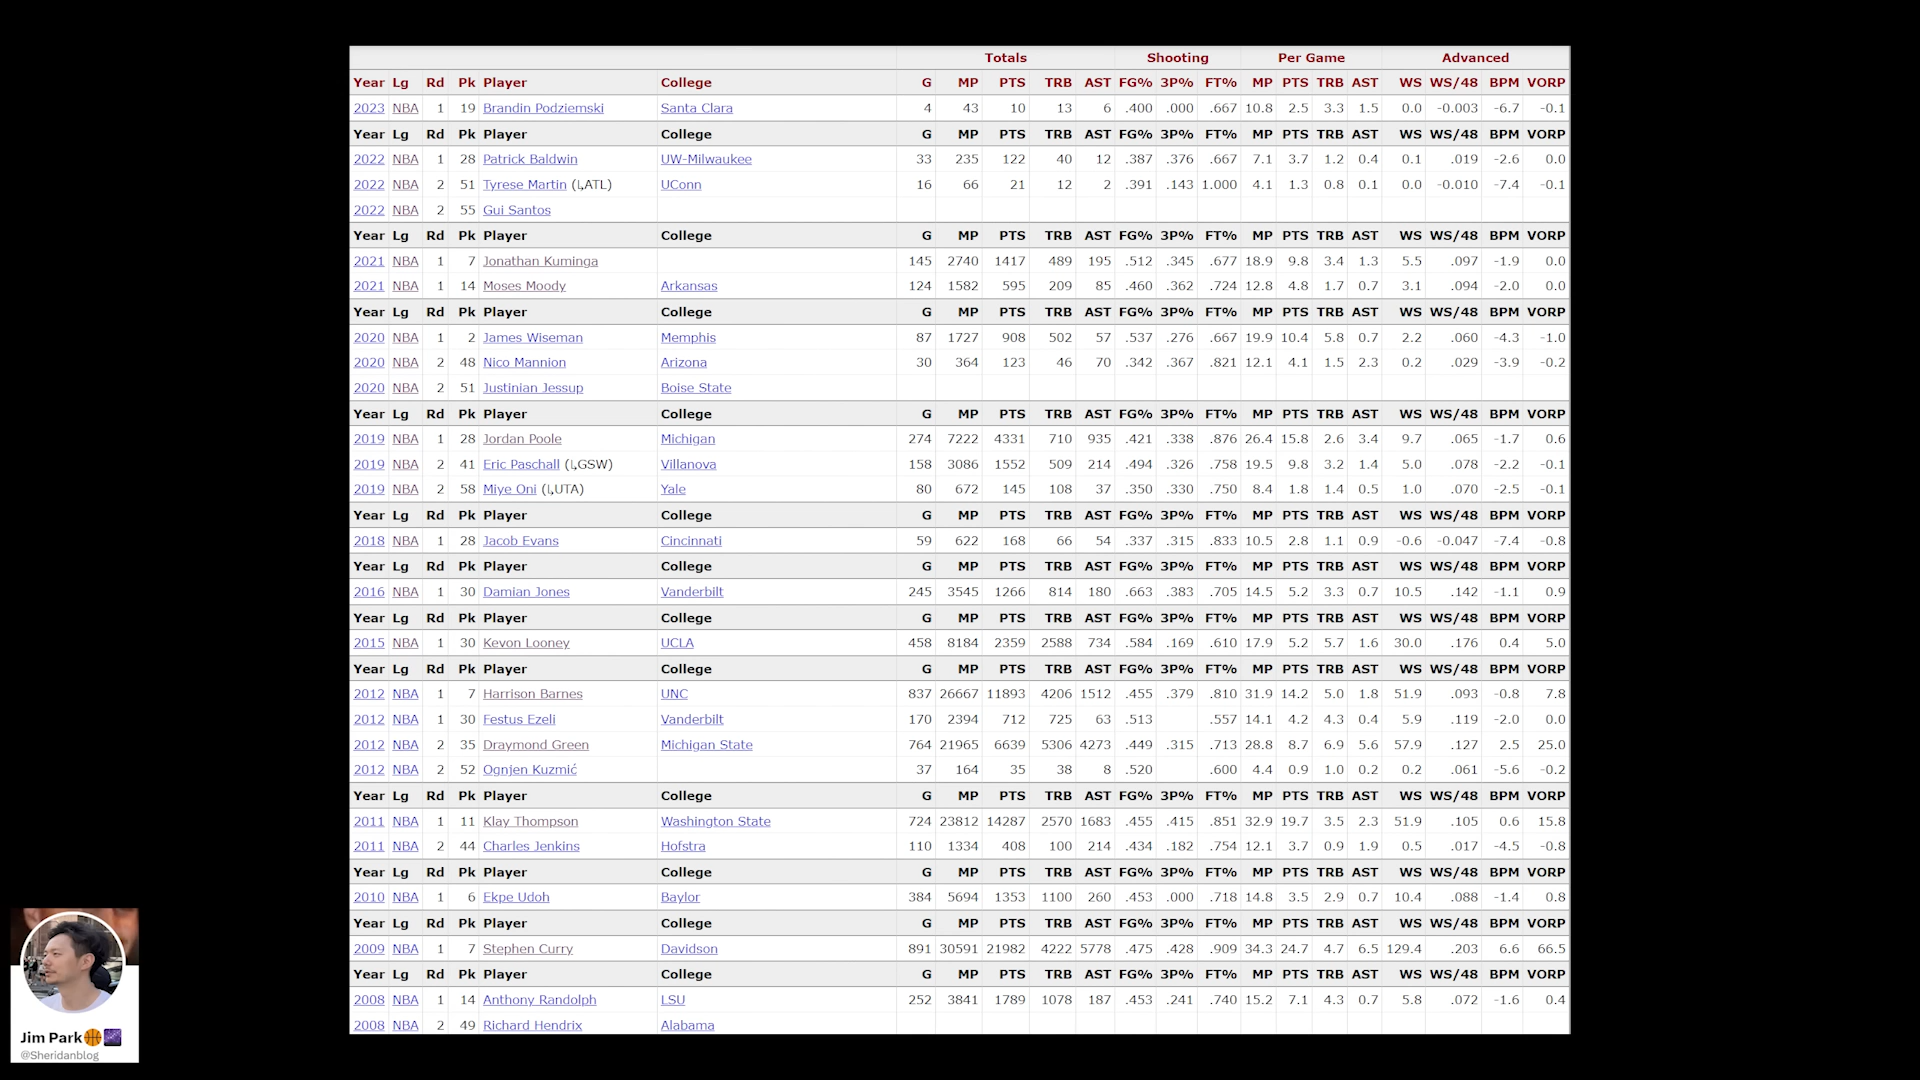 Totals Shooting Per Game Advanced
Year Lg Rd Pk Player College G MP PTS TRB AST FG% 3P% FT% MP PTS TRB AST WS WS/48 BPM VORP
2023 NBA 1 19 Brandin Podziemski Santa Clara 4 43 10 13 6 .400 .000 .667 10.8 2.5 3.3 1.5 0.0 -0.003 -6.7 -0.1
Year Lg Rd Pk Player College G MP PTS TRB AST FG% 3P% FT% MP PTS TRB AST WS WS/48 BPM VORP
2022 NBA 1 28 Patrick Baldwin UW-Milwaukee 33 235 122 40 12 .387 .376 .667 7.1 3.7 1.2 0.4 0.1 .019 -2.6 0.0
2022 NBA 2 51 Tyrese Martin (ATL) UConn 16 66 21 12 2 .391 .143 1.000 4.1 1.3 0.8 0.1 0.0 -0.010 -7.4 -0.1
2022 NBA 2 55 Gui Santos
Year Lg Rd Pk Player College G MP PTS TRB AST FG% 3P% FT% MP PTS TRB AST WS WS/48 BPM VORP
2021 NBA 1 7 Jonathan Kuminga 145 2740 1417 489 195 .512 .345 .677 18.9 9.8 3.4 1.3 5.5 .097 -1.9 0.0
2021 NBA 1 14 Moses Moody Arkansas 124 1582 595 209 85 .460 .362 .724 12.8 4.8 1.7 0.7 3.1 .094 -2.0 0.0
Year Lg Rd Pk Player College G MP PTS TRB AST FG% 3P% FT% MP PTS TRB AST WS WS/48 BPM VORP
2020 NBA 1 2 James Wiseman Memphis 87 1727 908 502 57 .537 .276 .667 19.9 10.4 5.8 0.7 2.2 .060 -4.3 -1.0
2020 NBA 2 48 Nico Mannion Arizona 30 364 123 46 70 .342 .367 .821 12.1 4.1 1.5 2.3 0.2 .029 -3.9 -0.2
2020 NBA 2 51 Justinian Jessup Boise State
Year Lg Rd Pk Player College G MP PTS TRB AST FG% 3P% FT% MP PTS TRB AST WS WS/48 BPM VORP
2019 NBA 1 28 Jordan Poole Michigan 274 7222 4331 710 935 .421 .338 .876 26.4 15.8 2.6 3.4 9.7 .065 -1.7 0.6
2019 NBA 2 41 Eric Paschall (GSW) Villanova 158 3086 1552 509 214 .494 .326 .758 19.5 9.8 3.2 1.4 5.0 .078 -2.2 -0.1
2019 NBA 2 58 Miye Oni (UTA) Yale 80 672 145 108 37 .350 .330 .750 8.4 1.8 1.4 0.5 1.0 .070 -2.5 -0.1
Year Lg Rd Pk Player College G MP PTS TRB AST FG% 3P% FT% MP PTS TRB AST WS WS/48 BPM VORP
2018 NBA 1 28 Jacob Evans Cincinnati 59 622 168 66 54 .337 .315 .833 10.5 2.8 1.1 0.9 -0.6 -0.047 -7.4 -0.8
Year Lg Rd Pk Player College G MP PTS TRB AST FG% 3P% FT% MP PTS TRB AST WS WS/48 BPM VORP
2016 NBA 1 30 Damian Jones Vanderbilt 245 3545 1266 814 180 .663 .383 .705 14.5 5.2 3.3 0.7 10.5 .142 -1.1 0.9
Year Lg Rd Pk Player College G MP PTS TRB AST FG% 3P% FT% MP PTS TRB AST WS WS/48 BPM VORP
2015 NBA 1 30 Kevon Looney UCLA 458 8184 2359 2588 734 .584 .169 .610 17.9 5.2 5.7 1.6 30.0 .176 0.4 5.0
Year Lg Rd Pk Player College G MP PTS TRB AST FG% 3P% FT% MP PTS TRB AST WS WS/48 BPM VORP
2012 NBA 1 7 Harrison Barnes UNC 837 26667 11893 4206 1512 .455 .379 .810 31.9 14.2 5.0 1.8 51.9 .093 -0.8 7.8
2012 NBA 1 30 Festus Ezeli Vanderbilt 170 2394 712 725 63 .513 .557 14.1 4.2 4.3 0.4 5.9 .119 -2.0 0.0
2012 NBA 2 35 Draymond Green Michigan State 764 21965 6639 5306 4273 .449 .315 .713 28.8 8.7 6.9 5.6 57.9 .127 2.5 25.0
2012 NBA 2 52 Ognjen Kuzmić 37 164 35 38 8 .520 .600 4.4 0.9 1.0 0.2 0.2 .061 -5.6 -0.2
Year Lg Rd Pk Player College G MP PTS TRB AST FG% 3P% FT% MP PTS TRB AST WS WS/48 BPM VORP
2011 NBA 1 11 Klay Thompson Washington State 724 23812 14287 2570 1683 .455 .415 .851 32.9 19.7 3.5 2.3 51.9 .105 0.6 15.8
2011 NBA 2 44 Charles Jenkins Hofstra 110 1334 408 100 214 .434 .182 .754 12.1 3.7 0.9 1.9 0.5 .017 -4.5 -0.8
Year Lg Rd Pk Player College G MP PTS TRB AST FG% 3P% FT% MP PTS TRB AST WS WS/48 BPM VORP
2010 NBA 1 6 Ekpe Udoh Baylor 384 5694 1353 1100 260 .453 .000 .718 14.8 3.5 2.9 0.7 10.4 .088 -1.4 0.8
Year Lg Rd Pk Player College G MP PTS TRB AST FG% 3P% FT% MP PTS TRB AST WS WS/48 BPM VORP
2009 NBA 1 7 Stephen Curry Davidson 891 30591 21982 4222 5778 .475 .428 .909 34.3 24.7 4.7 6.5 129.4 .203 6.6 66.5
Year Lg Rd Pk Player College G MP PTS TRB AST FG% 3P% FT% MP PTS TRB AST WS WS/48 BPM VORP
2008 NBA 1 14 Anthony Randolph LSU 252 3841 1789 1078 187 .453 .241 .740 15.2 7.1 4.3 0.7 5.8 .072 -1.6 0.4
2008 NBA 2 49 Richard Hendrix Alabama
Jim Park
@Sheridanblog